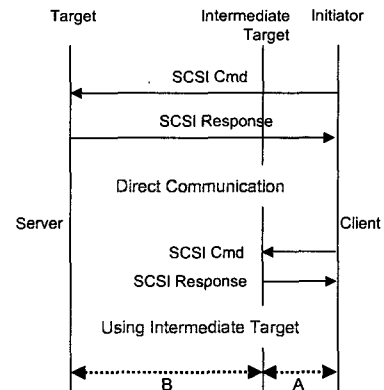 Target
Intermediate Target
Initiator
SCSI Cmd
SCSI Response
Direct Communication
Server
Client
SCSI Cmd
SCSI Response
Using Intermediate Target
B
A